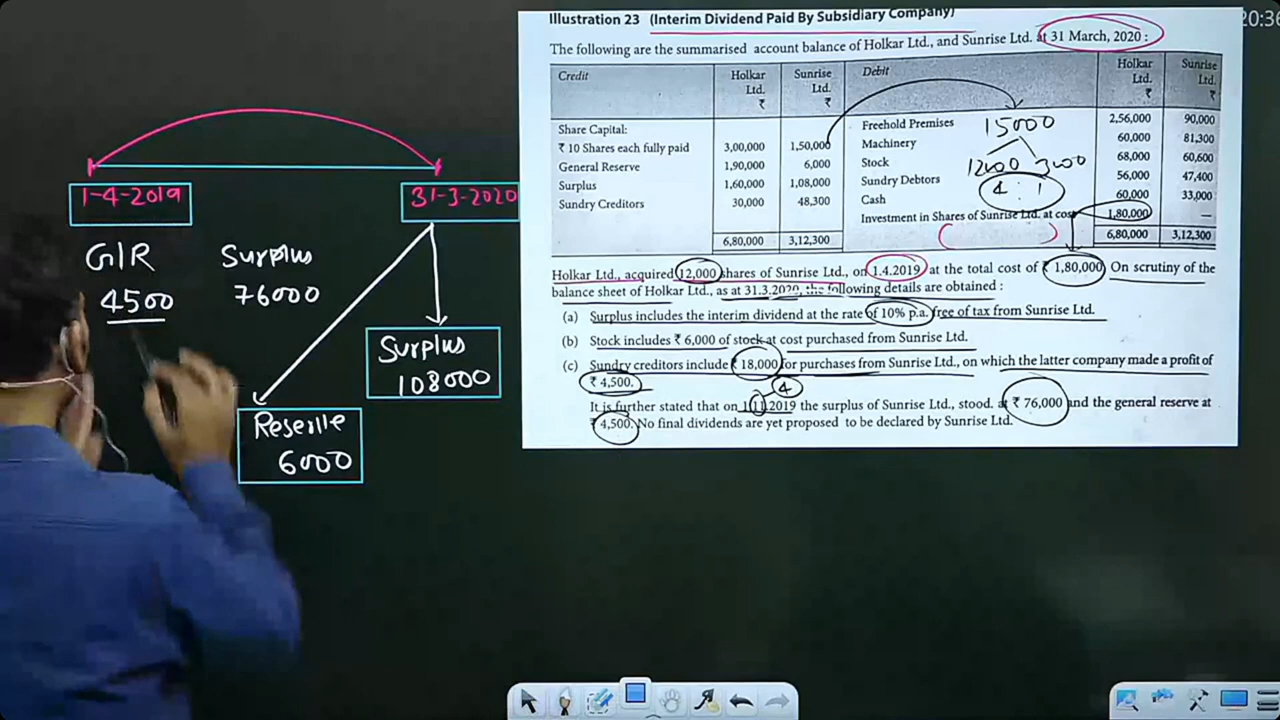 Illustration 23 (Interim Dividend Paid By Subsidiary Company)
20:36
The following are the summarised account balance of Holkar Ltd., and Sunrise Ltd. at 31 March, 2020 :
Credit Holkar Ltd. ₹ Sunrise Ltd. ₹ Debit Holkar Ltd. ₹ Sunrise Ltd. ₹
Share Capital: Freehold Premises 2,56,000 90,000
₹ 10 Shares each fully paid 3,00,000 1,50,000 Machinery 60,000 81,300
General Reserve 1,90,000 6,000 Stock 68,000 60,600
Surplus 1,60,000 1,08,000 Sundry Debtors 56,000 47,400
Sundry Creditors 30,000 48,300 Cash 60,000 33,000
Investment in Shares of Sunrise Ltd. at cost 1,80,000 —
6,80,000 3,12,300 6,80,000 3,12,300
15000
12000 3000
4 : 1
Holkar Ltd., acquired 12,000 shares of Sunrise Ltd., on 1.4.2019 at the total cost of ₹ 1,80,000. On scrutiny of the
balance sheet of Holkar Ltd., as at 31.3.2020, the following details are obtained :
(a) Surplus includes the interim dividend at the rate of 10% p.a. free of tax from Sunrise Ltd.
(b) Stock includes ₹ 6,000 of stock at cost purchased from Sunrise Ltd.
(c) Sundry creditors include ₹ 18,000 for purchases from Sunrise Ltd., on which the latter company made a profit of
₹ 4,500.
4
It is further stated that on 1.1.2019 the surplus of Sunrise Ltd., stood. at ₹ 76,000 and the general reserve at
₹ 4,500. No final dividends are yet proposed to be declared by Sunrise Ltd.
1-4-2019 31-3-2020
G/R Surplus
4500 76000
Surplus
108000
Reserve
6000